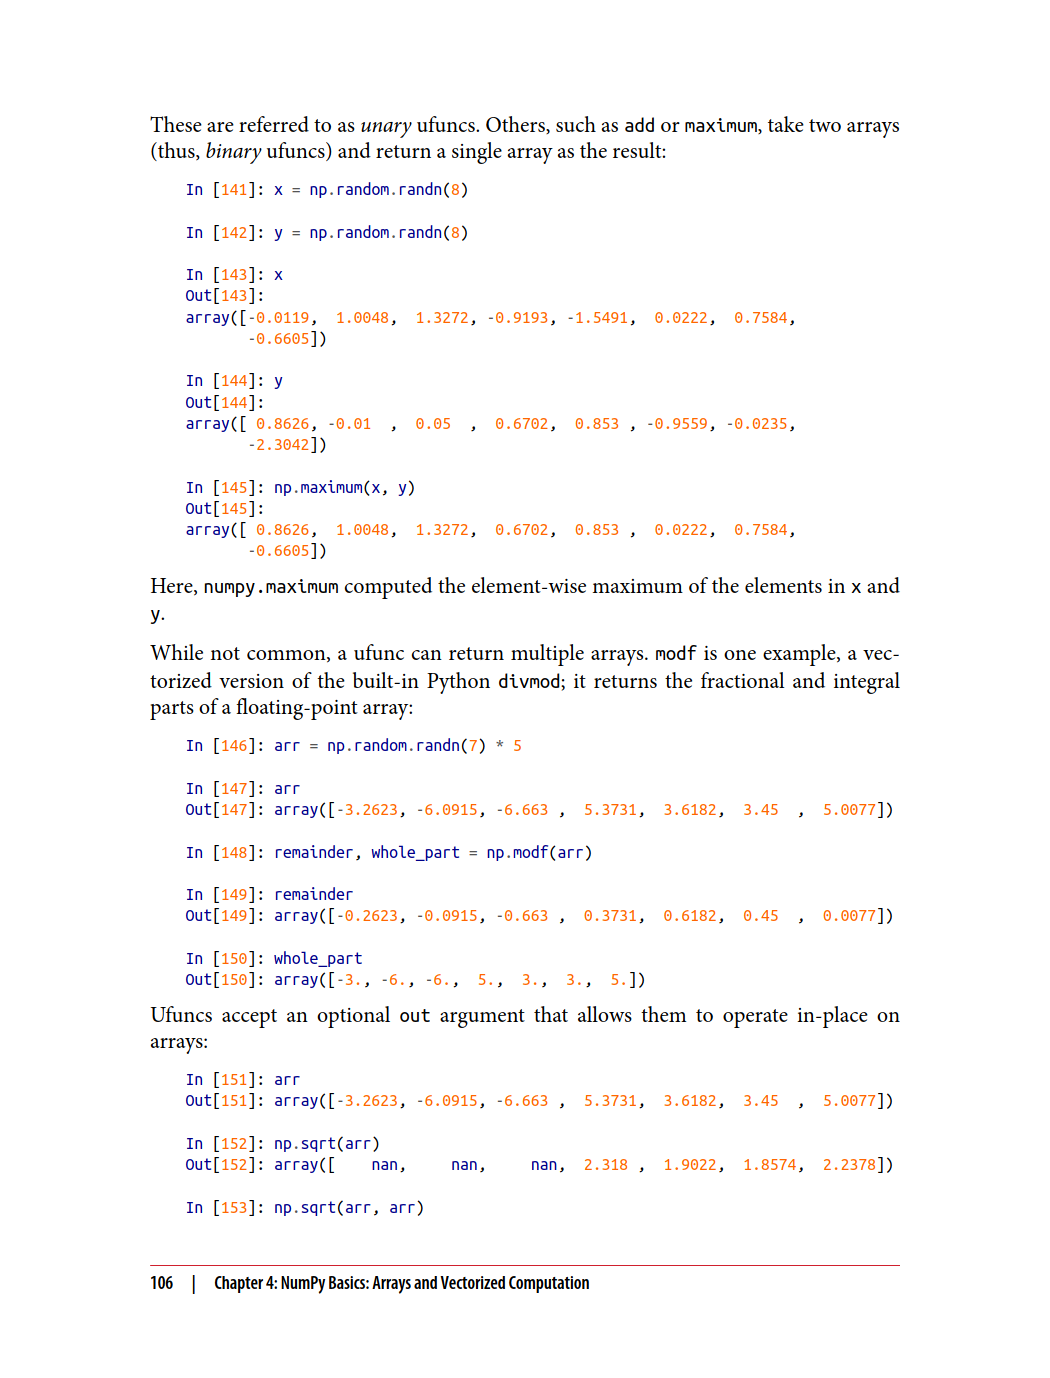 These are referred to as unary ufuncs. Others, such as add or maximum, take two arrays
(thus, binary ufuncs) and return a single array as the result:
In [141]: x = np.random.randn(8)
In [142]: y = np.random.randn(8)
In [143]: x
Out[143]:
array([-0.0119,  1.0048,  1.3272, -0.9193, -1.5491,  0.0222,  0.7584,
       -0.6605])
In [144]: y
Out[144]:
array([ 0.8626, -0.01  ,  0.05  ,  0.6702,  0.853 , -0.9559, -0.0235,
       -2.3042])
In [145]: np.maximum(x, y)
Out[145]:
array([ 0.8626,  1.0048,  1.3272,  0.6702,  0.853 ,  0.0222,  0.7584,
       -0.6605])
Here, numpy.maximum computed the element-wise maximum of the elements in x and
y.
While not common, a ufunc can return multiple arrays. modf is one example, a vec-
torized version of the built-in Python divmod; it returns the fractional and integral
parts of a floating-point array:
In [146]: arr = np.random.randn(7) * 5
In [147]: arr
Out[147]: array([-3.2623, -6.0915, -6.663 ,  5.3731,  3.6182,  3.45  ,  5.0077])
In [148]: remainder, whole_part = np.modf(arr)
In [149]: remainder
Out[149]: array([-0.2623, -0.0915, -0.663 ,  0.3731,  0.6182,  0.45  ,  0.0077])
In [150]: whole_part
Out[150]: array([-3., -6., -6.,  5.,  3.,  3.,  5.])
Ufuncs accept an optional out argument that allows them to operate in-place on
arrays:
In [151]: arr
Out[151]: array([-3.2623, -6.0915, -6.663 ,  5.3731,  3.6182,  3.45  ,  5.0077])
In [152]: np.sqrt(arr)
Out[152]: array([    nan,     nan,     nan,  2.318 ,  1.9022,  1.8574,  2.2378])
In [153]: np.sqrt(arr, arr)
106 | Chapter 4: NumPy Basics: Arrays and Vectorized Computation